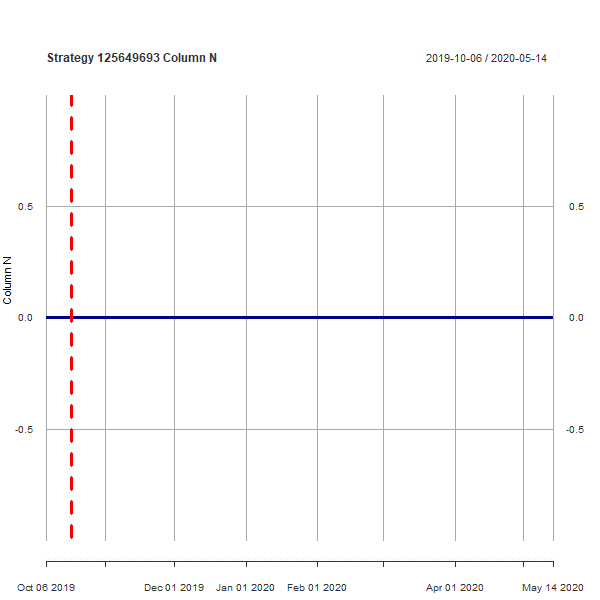 Strategy 125649693 Column N
2019-10-06 / 2020-05-14
0.5
0.5
Column N
0.0
0.0
-0.5
-0.5
Oct 06 2019
Dec 01 2019
Jan 01 2020
Feb 01 2020
Apr 01 2020
May 14 2020